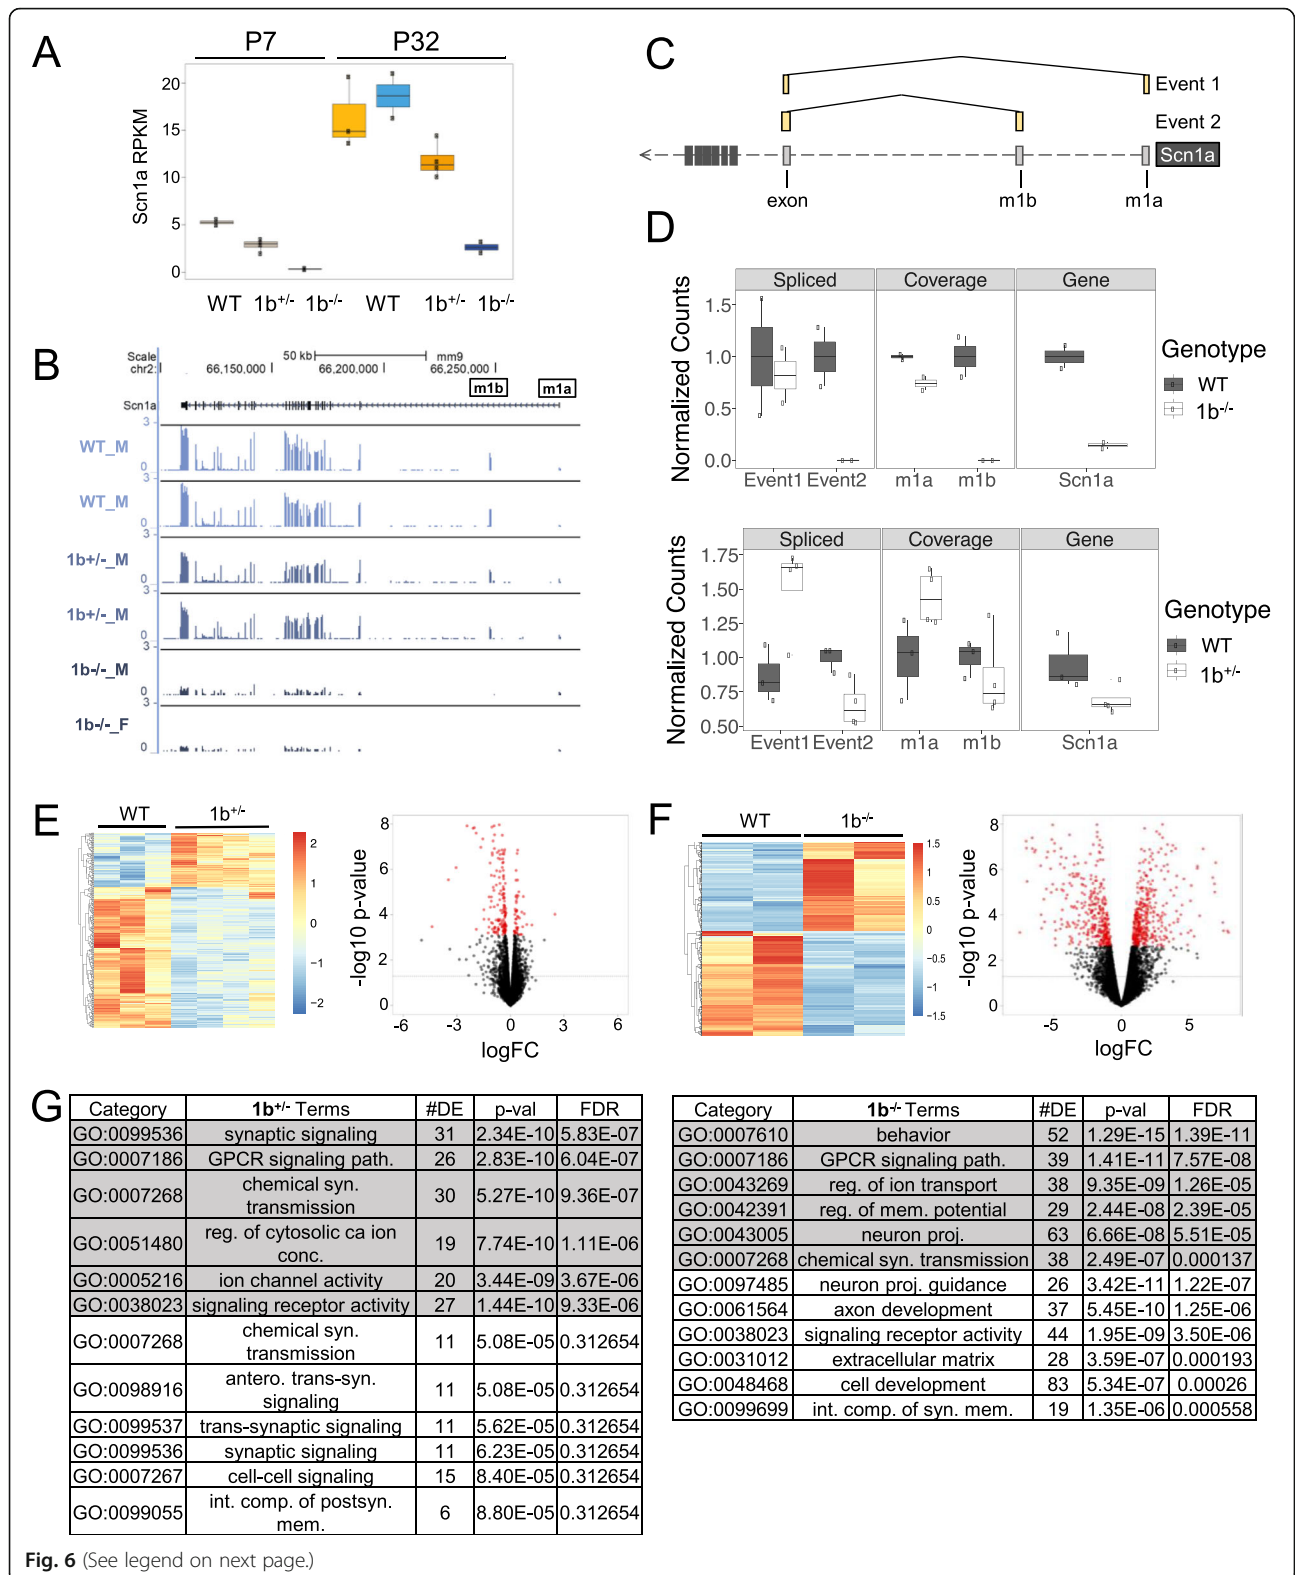 A
P7 P32
Scn1a RPKM
20
15
10
5
0
WT 1b+/- 1b-/- WT 1b+/- 1b-/-
B
Scale 50 kb mm9
chr2: 66,150,000 66,200,000 66,250,000
m1b m1a
Scn1a
3
WT_M
0
3
WT_M
0
3
1b+/-_M
0
3
1b+/-_M
0
3
1b-/-_M
0
3
1b-/-_F
0
C
Event 1
Event 2
Scn1a
exon m1b m1a
D
Spliced Coverage Gene
Normalized Counts
1.5
1.0
0.5
0.0
Event1 Event2 m1a m1b Scn1a
Genotype
WT
1b-/-
Spliced Coverage Gene
Normalized Counts
1.75
1.50
1.25
1.00
0.75
0.50
Event1 Event2 m1a m1b Scn1a
Genotype
WT
1b+/-
E
WT 1b+/-
2
1
0
−1
−2
-log10 p-value
8
6
4
2
0
-6 -3 0 3 6
logFC
F
WT 1b-/-
1.5
1
0.5
0
−0.5
−1
−1.5
-log10 p-value
8
6
4
2
0
-5 0 5
logFC
G
Category 1b+/- Terms #DE p-val FDR
GO:0099536 synaptic signaling 31 2.34E-10 5.83E-07
GO:0007186 GPCR signaling path. 26 2.83E-10 6.04E-07
GO:0007268 chemical syn. transmission 30 5.27E-10 9.36E-07
GO:0051480 reg. of cytosolic ca ion conc. 19 7.74E-10 1.11E-06
GO:0005216 ion channel activity 20 3.44E-09 3.67E-06
GO:0038023 signaling receptor activity 27 1.44E-10 9.33E-06
GO:0007268 chemical syn. transmission 11 5.08E-05 0.312654
GO:0098916 antero. trans-syn. signaling 11 5.08E-05 0.312654
GO:0099537 trans-synaptic signaling 11 5.62E-05 0.312654
GO:0099536 synaptic signaling 11 6.23E-05 0.312654
GO:0007267 cell-cell signaling 15 8.40E-05 0.312654
GO:0099055 int. comp. of postsyn. mem. 6 8.80E-05 0.312654
Category 1b-/- Terms #DE p-val FDR
GO:0007610 behavior 52 1.29E-15 1.39E-11
GO:0007186 GPCR signaling path. 39 1.41E-11 7.57E-08
GO:0043269 reg. of ion transport 38 9.35E-09 1.26E-05
GO:0042391 reg. of mem. potential 29 2.44E-08 2.39E-05
GO:0043005 neuron proj. 63 6.66E-08 5.51E-05
GO:0007268 chemical syn. transmission 38 2.49E-07 0.000137
GO:0097485 neuron proj. guidance 26 3.42E-11 1.22E-07
GO:0061564 axon development 37 5.45E-10 1.25E-06
GO:0038023 signaling receptor activity 44 1.95E-09 3.50E-06
GO:0031012 extracellular matrix 28 3.59E-07 0.000193
GO:0048468 cell development 83 5.34E-07 0.00026
GO:0099699 int. comp. of syn. mem. 19 1.35E-06 0.000558
Fig. 6 (See legend on next page.)